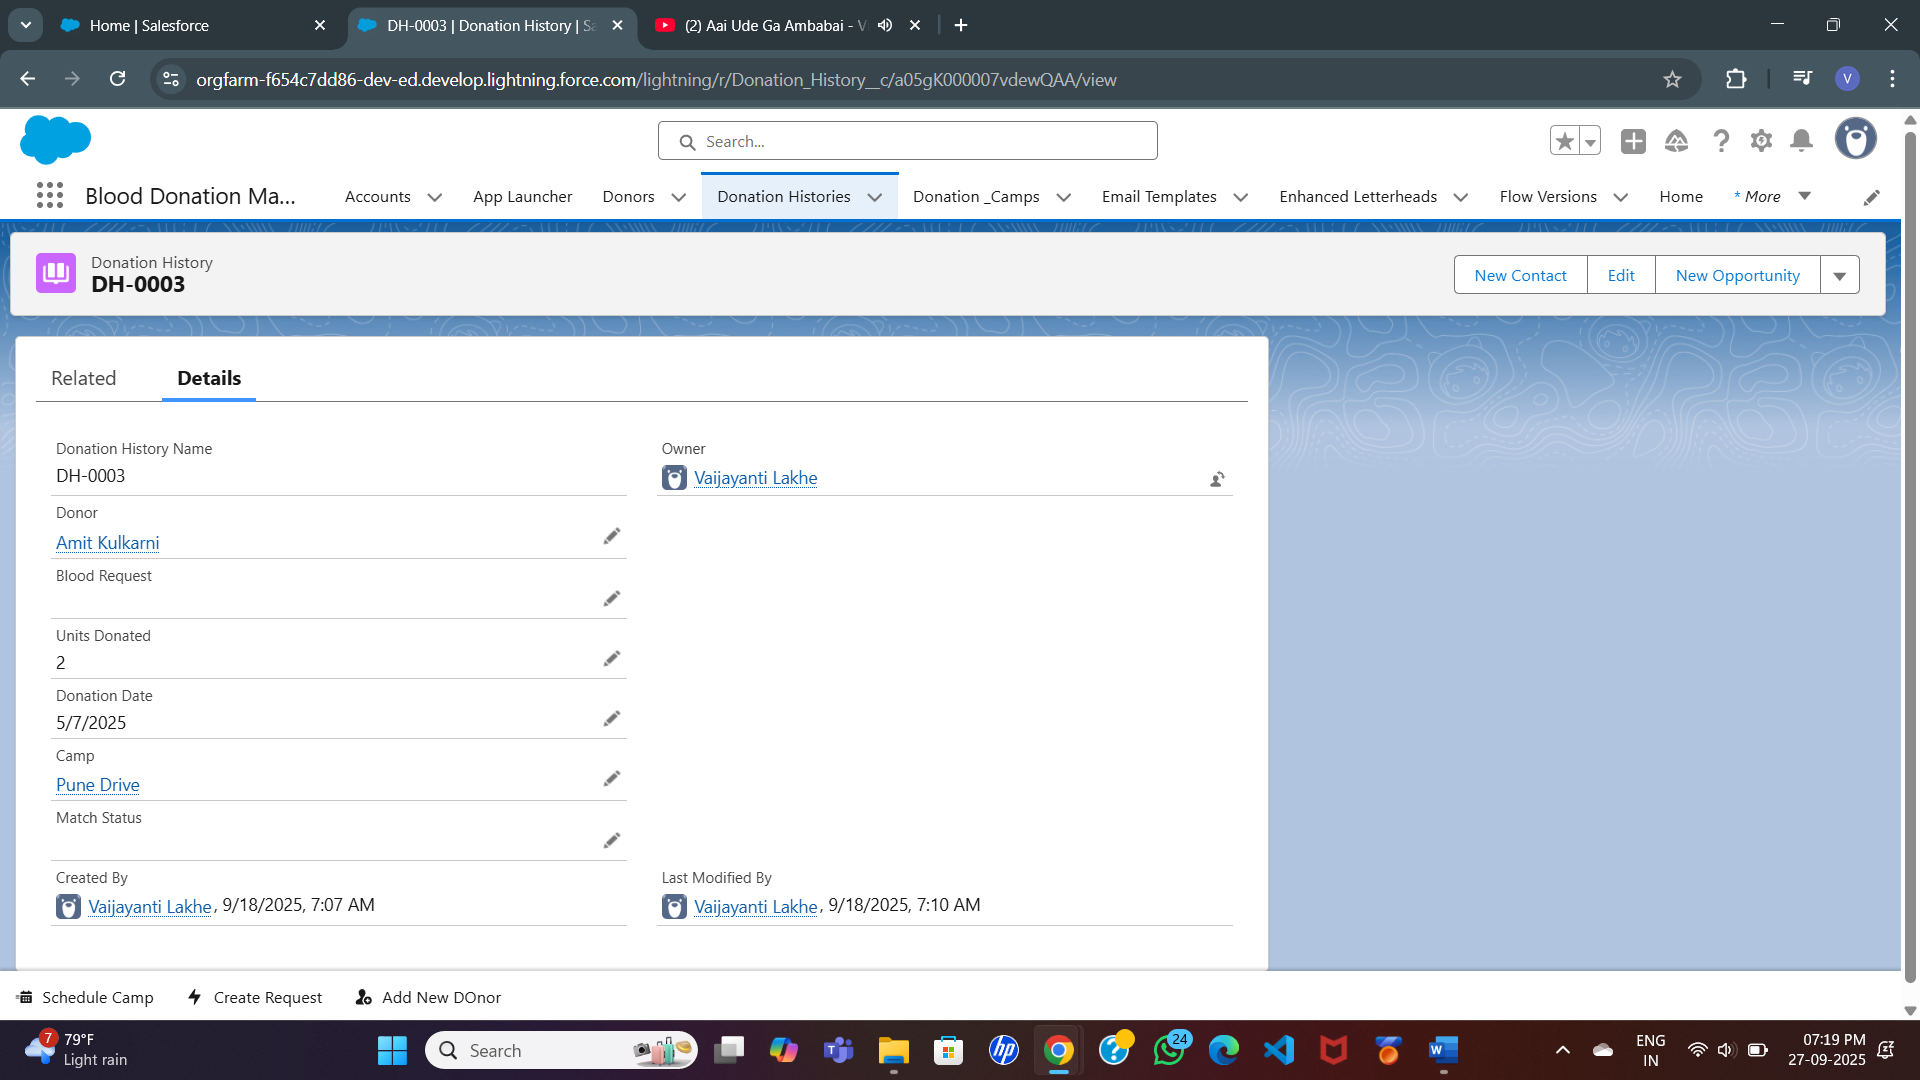 Home | Salesforce
DH-0003 | Donation History | Sa
(2) Aai Ude Ga Ambabai - V
orgfarm-f654c7dd86-dev-ed.develop.lightning.force.com/lightning/r/Donation_History__c/a05gK000007vdewQAA/view
V
Search...
Blood Donation Ma...
Accounts
App Launcher
Donors
Donation Histories
Donation _Camps
Email Templates
Enhanced Letterheads
Flow Versions
Home
* More
Donation History
DH-0003
New Contact
Edit
New Opportunity
Related
Details
Donation History Name
DH-0003
Owner
Vaijayanti Lakhe
Donor
Amit Kulkarni
Blood Request
Units Donated
2
Donation Date
5/7/2025
Camp
Pune Drive
Match Status
Created By
Vaijayanti Lakhe, 9/18/2025, 7:07 AM
Last Modified By
Vaijayanti Lakhe, 9/18/2025, 7:10 AM
Schedule Camp
Create Request
Add New DOnor
7
79°F
Light rain
Search
hp
24
W
ENG
IN
07:19 PM
27-09-2025